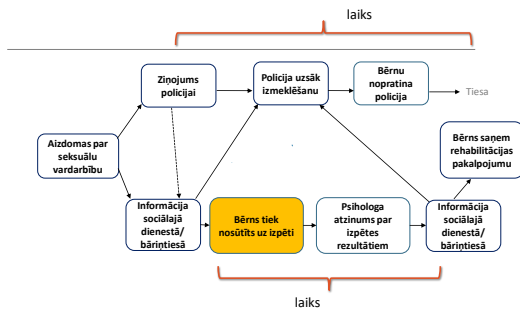 laiks
Ziņojums
policijai
Policija uzsāk
izmeklēšanu
Bērnu
nopratina
policija
Tiesa
Aizdomas par
seksuālu
vardarbību
Bērns saņem
rehabilitācijas
pakalpojumu
Informācija
sociālajā
dienestā/
bāriņtiesā
Bērns tiek
nosūtīts uz izpēti
Psihologa
atzinums par
izpētes
rezultātiem
Informācija
sociālajā
dienestā/
bāriņtiesā
laiks